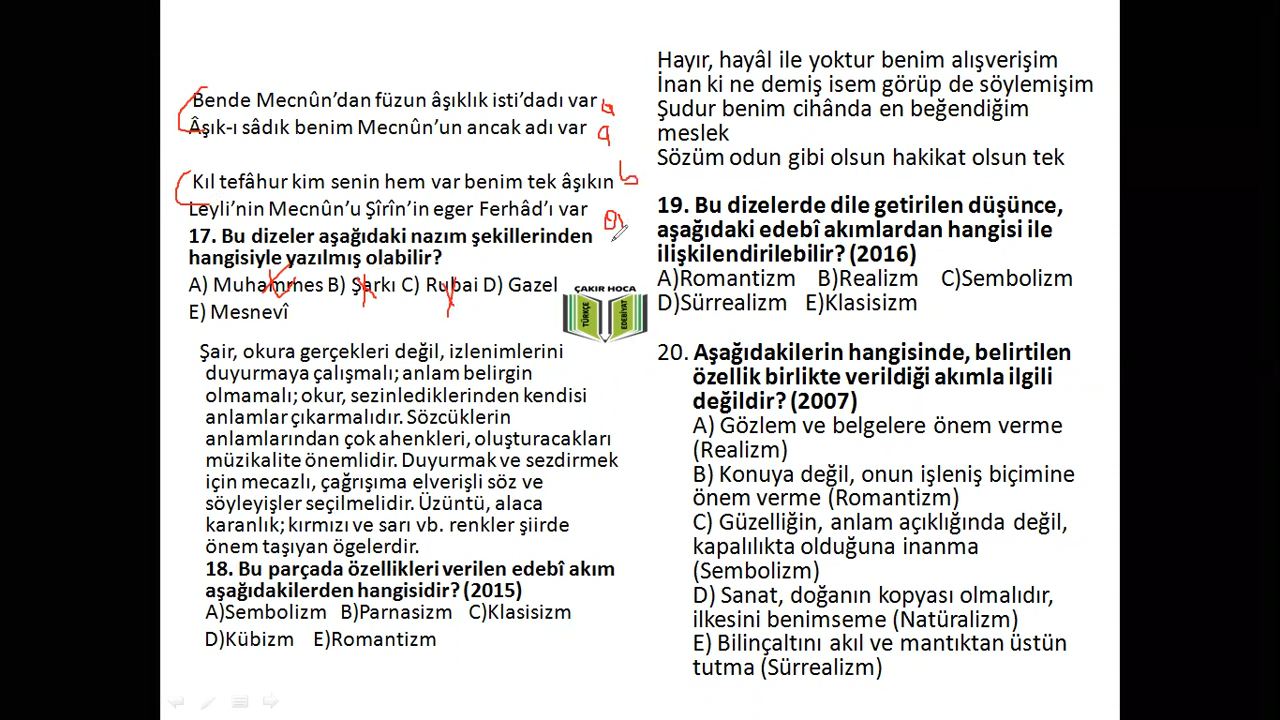 Bende Mecnûn’dan füzun âşıklık isti’dadı var a
Âşık-ı sâdık benim Mecnûn’un ancak adı var a
Kıl tefâhur kim senin hem var benim tek âşıkın b
Leyli’nin Mecnûn’u Şîrîn’in eger Ferhâd’ı var
17. Bu dizeler aşağıdaki nazım şekillerinden
hangisiyle yazılmış olabilir?
A) Muhammes B) Şarkı C) Rubai D) Gazel
E) Mesnevî
ÇAKIR HOCA
TÜRKÇE
EDEBİYAT
Şair, okura gerçekleri değil, izlenimlerini
duyurmaya çalışmalı; anlam belirgin
olmamalı; okur, sezinlediklerinden kendisi
anlamlar çıkarmalıdır. Sözcüklerin
anlamlarından çok ahenkleri, oluşturacakları
müzikalite önemlidir. Duyurmak ve sezdirmek
için mecazlı, çağrışıma elverişli söz ve
söyleyişler seçilmelidir. Üzüntü, alaca
karanlık; kırmızı ve sarı vb. renkler şiirde
önem taşıyan ögelerdir.
18. Bu parçada özellikleri verilen edebî akım
aşağıdakilerden hangisidir? (2015)
A)Sembolizm B)Parnasizm C)Klasisizm
D)Kübizm E)Romantizm
Hayır, hayâl ile yoktur benim alışverişim
İnan ki ne demiş isem görüp de söylemişim
Şudur benim cihânda en beğendiğim
meslek
Sözüm odun gibi olsun hakikat olsun tek
19. Bu dizelerde dile getirilen düşünce,
aşağıdaki edebî akımlardan hangisi ile
ilişkilendirilebilir? (2016)
A)Romantizm B)Realizm C)Sembolizm
D)Sürrealizm E)Klasisizm
20. Aşağıdakilerin hangisinde, belirtilen
özellik birlikte verildiği akımla ilgili
değildir? (2007)
A) Gözlem ve belgelere önem verme
(Realizm)
B) Konuya değil, onun işleniş biçimine
önem verme (Romantizm)
C) Güzelliğin, anlam açıklığında değil,
kapalılıkta olduğuna inanma
(Sembolizm)
D) Sanat, doğanın kopyası olmalıdır,
ilkesini benimseme (Natüralizm)
E) Bilinçaltını akıl ve mantıktan üstün
tutma (Sürrealizm)